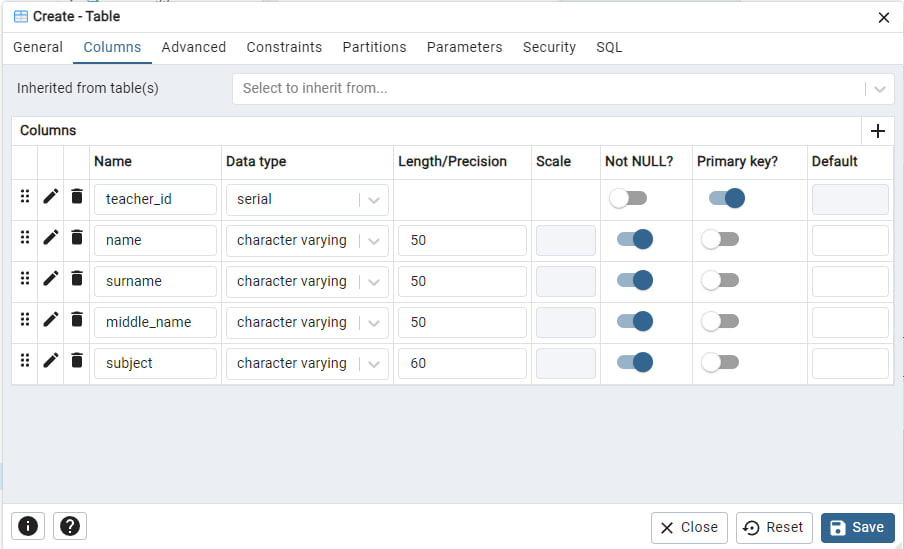 Create - Table
General Columns Advanced Constraints Partitions Parameters Security SQL
Inherited from table(s) Select to inherit from...
Columns
Name Data type Length/Precision Scale Not NULL? Primary key? Default
teacher_id serial
name character varying 50
surname character varying 50
middle_name character varying 50
subject character varying 60
Close Reset Save